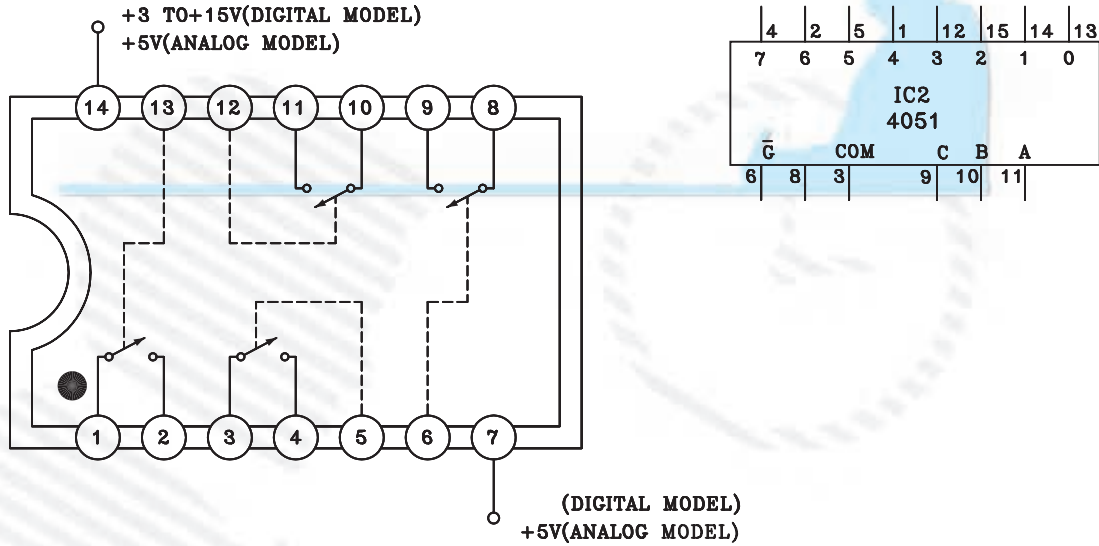 +3 TO+15V(DIGITAL MODEL)
+5V(ANALOG MODEL)
14 13 12 11 10 9 8
1 2 3 4 5 6 7
(DIGITAL MODEL)
+5V(ANALOG MODEL)
4 2 5 1 12 15 14 13
7 6 5 4 3 2 1 0
IC2
4051
G̅ COM C B A
6 8 3 9 10 11